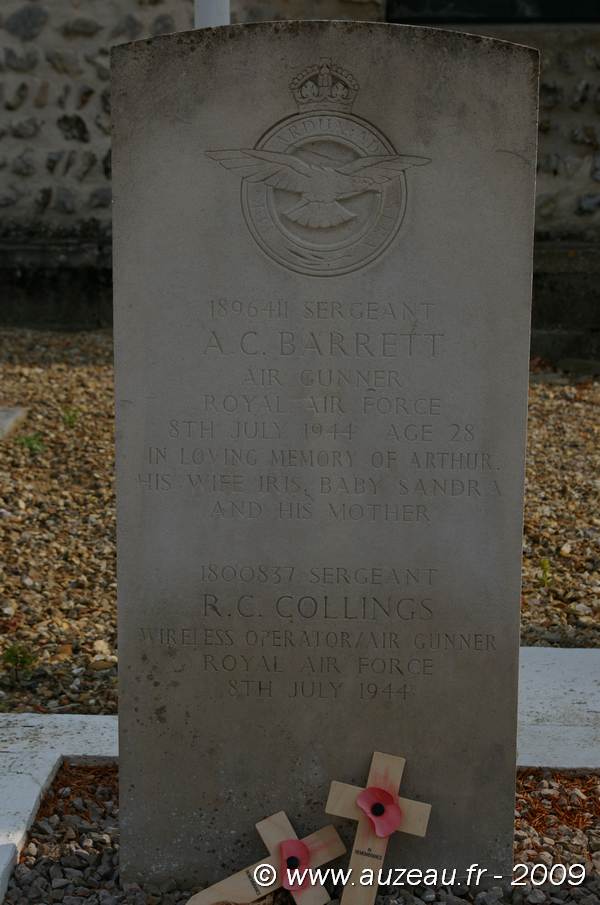 1896411 SERGEANT
A.C. BARRETT
AIR GUNNER
ROYAL AIR FORCE
8TH JULY 1944 AGE 28
IN LOVING MEMORY OF ARTHUR.
HIS WIFE IRIS, BABY SANDRA
AND HIS MOTHER
1800837 SERGEANT
R.C. COLLINGS
WIRELESS OPERATOR/AIR GUNNER
ROYAL AIR FORCE
8TH JULY 1944
© www.auzeau.fr - 2009